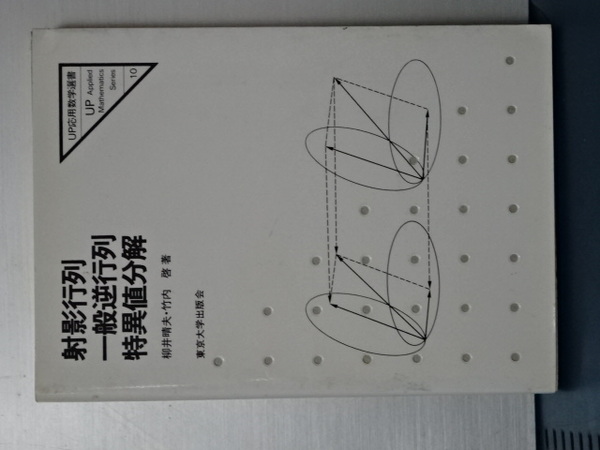 UP応用数学選書
UP Applied
Mathematics
Series
10
射影行列
一般逆行列
特異値分解
柳井晴夫・竹内 啓 著
東京大学出版会